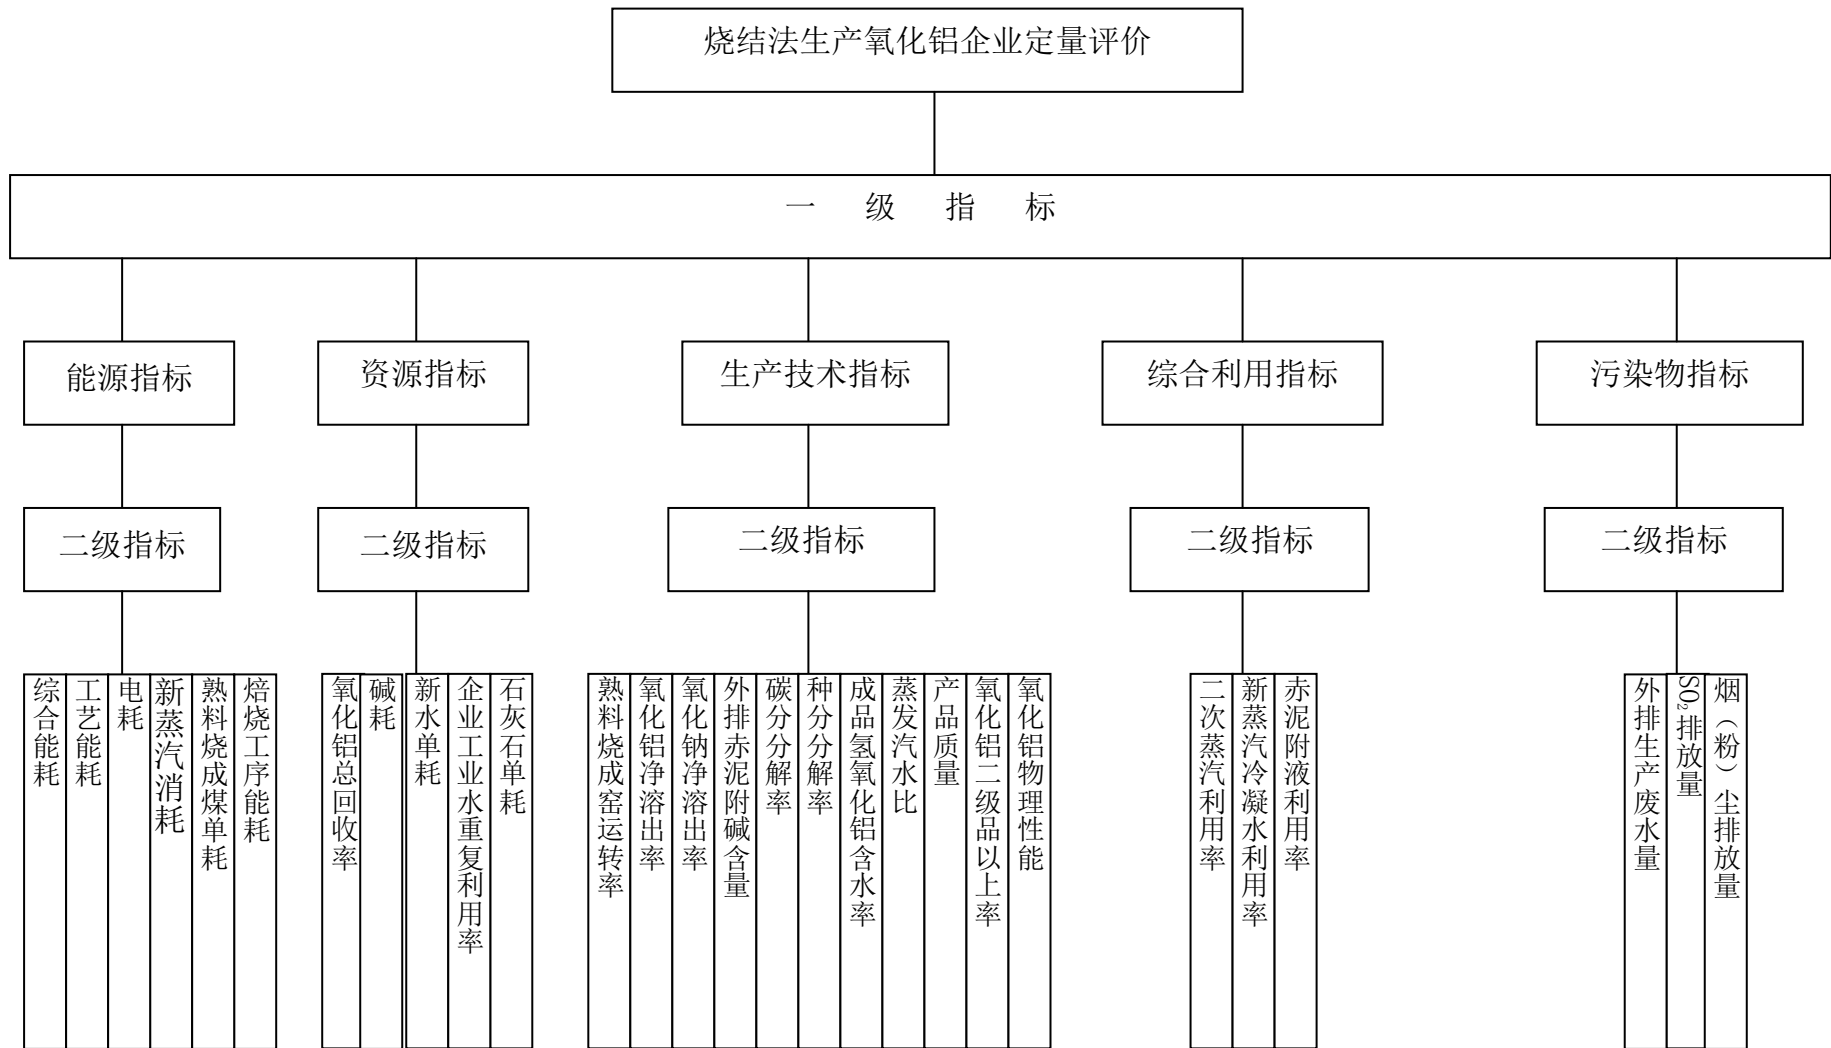 烧结法生产氧化铝企业定量评价
一 级 指 标
能源指标
资源指标
生产技术指标
综合利用指标
污染物指标
二级指标
二级指标
二级指标
二级指标
二级指标
综合能耗
工艺能耗
电耗
新蒸汽消耗
熟料烧成煤单耗
焙烧工序能耗
氧化铝总回收率
碱耗
新水单耗
企业工业水重复利用率
石灰石单耗
熟料烧成窑运转率
氧化铝净溶出率
氧化钠净溶出率
外排赤泥附碱含量
碳分分解率
种分分解率
成品氢氧化铝含水率
蒸发汽水比
产品质量
氧化铝二级品以上率
氧化铝物理性能
二次蒸汽利用率
新蒸汽冷凝水利用率
赤泥附液利用率
外排生产废水量
SO₂排放量
烟（粉）尘排放量